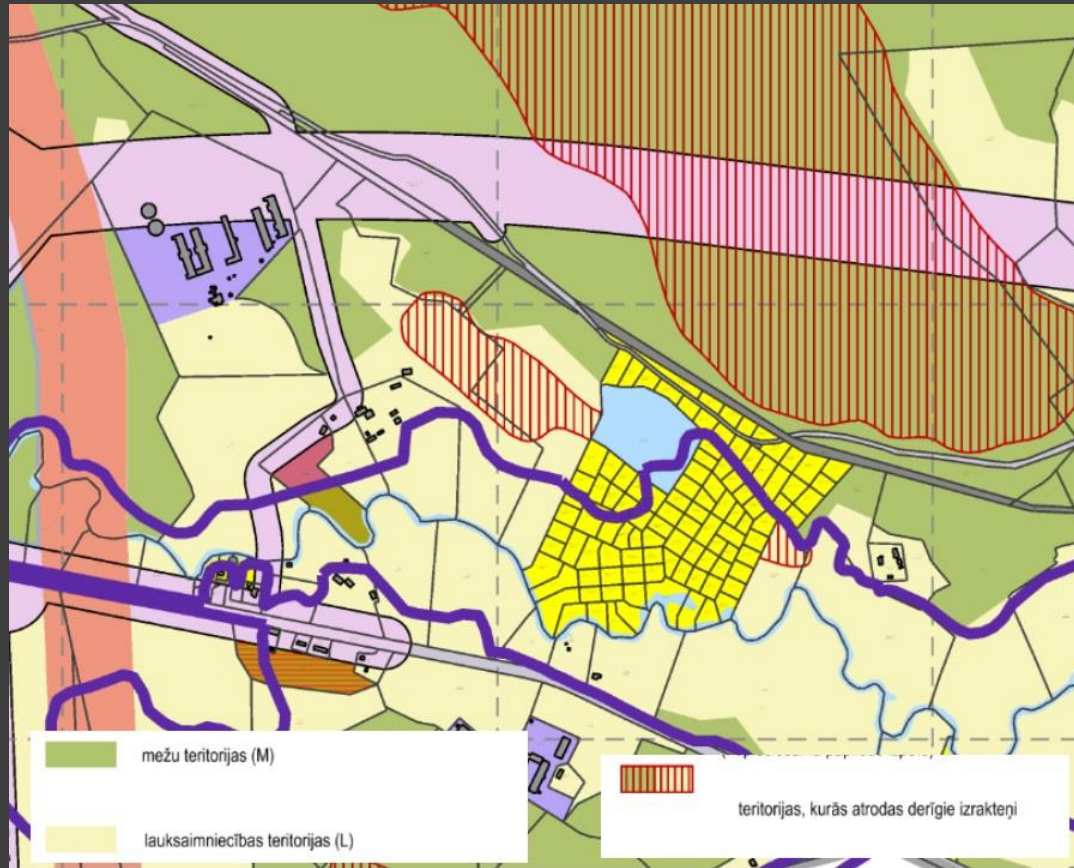 mežu teritorijas (M)
lauksaimniecības teritorijas (L)
teritorijas, kurās atrodas derīgie izrakteņi